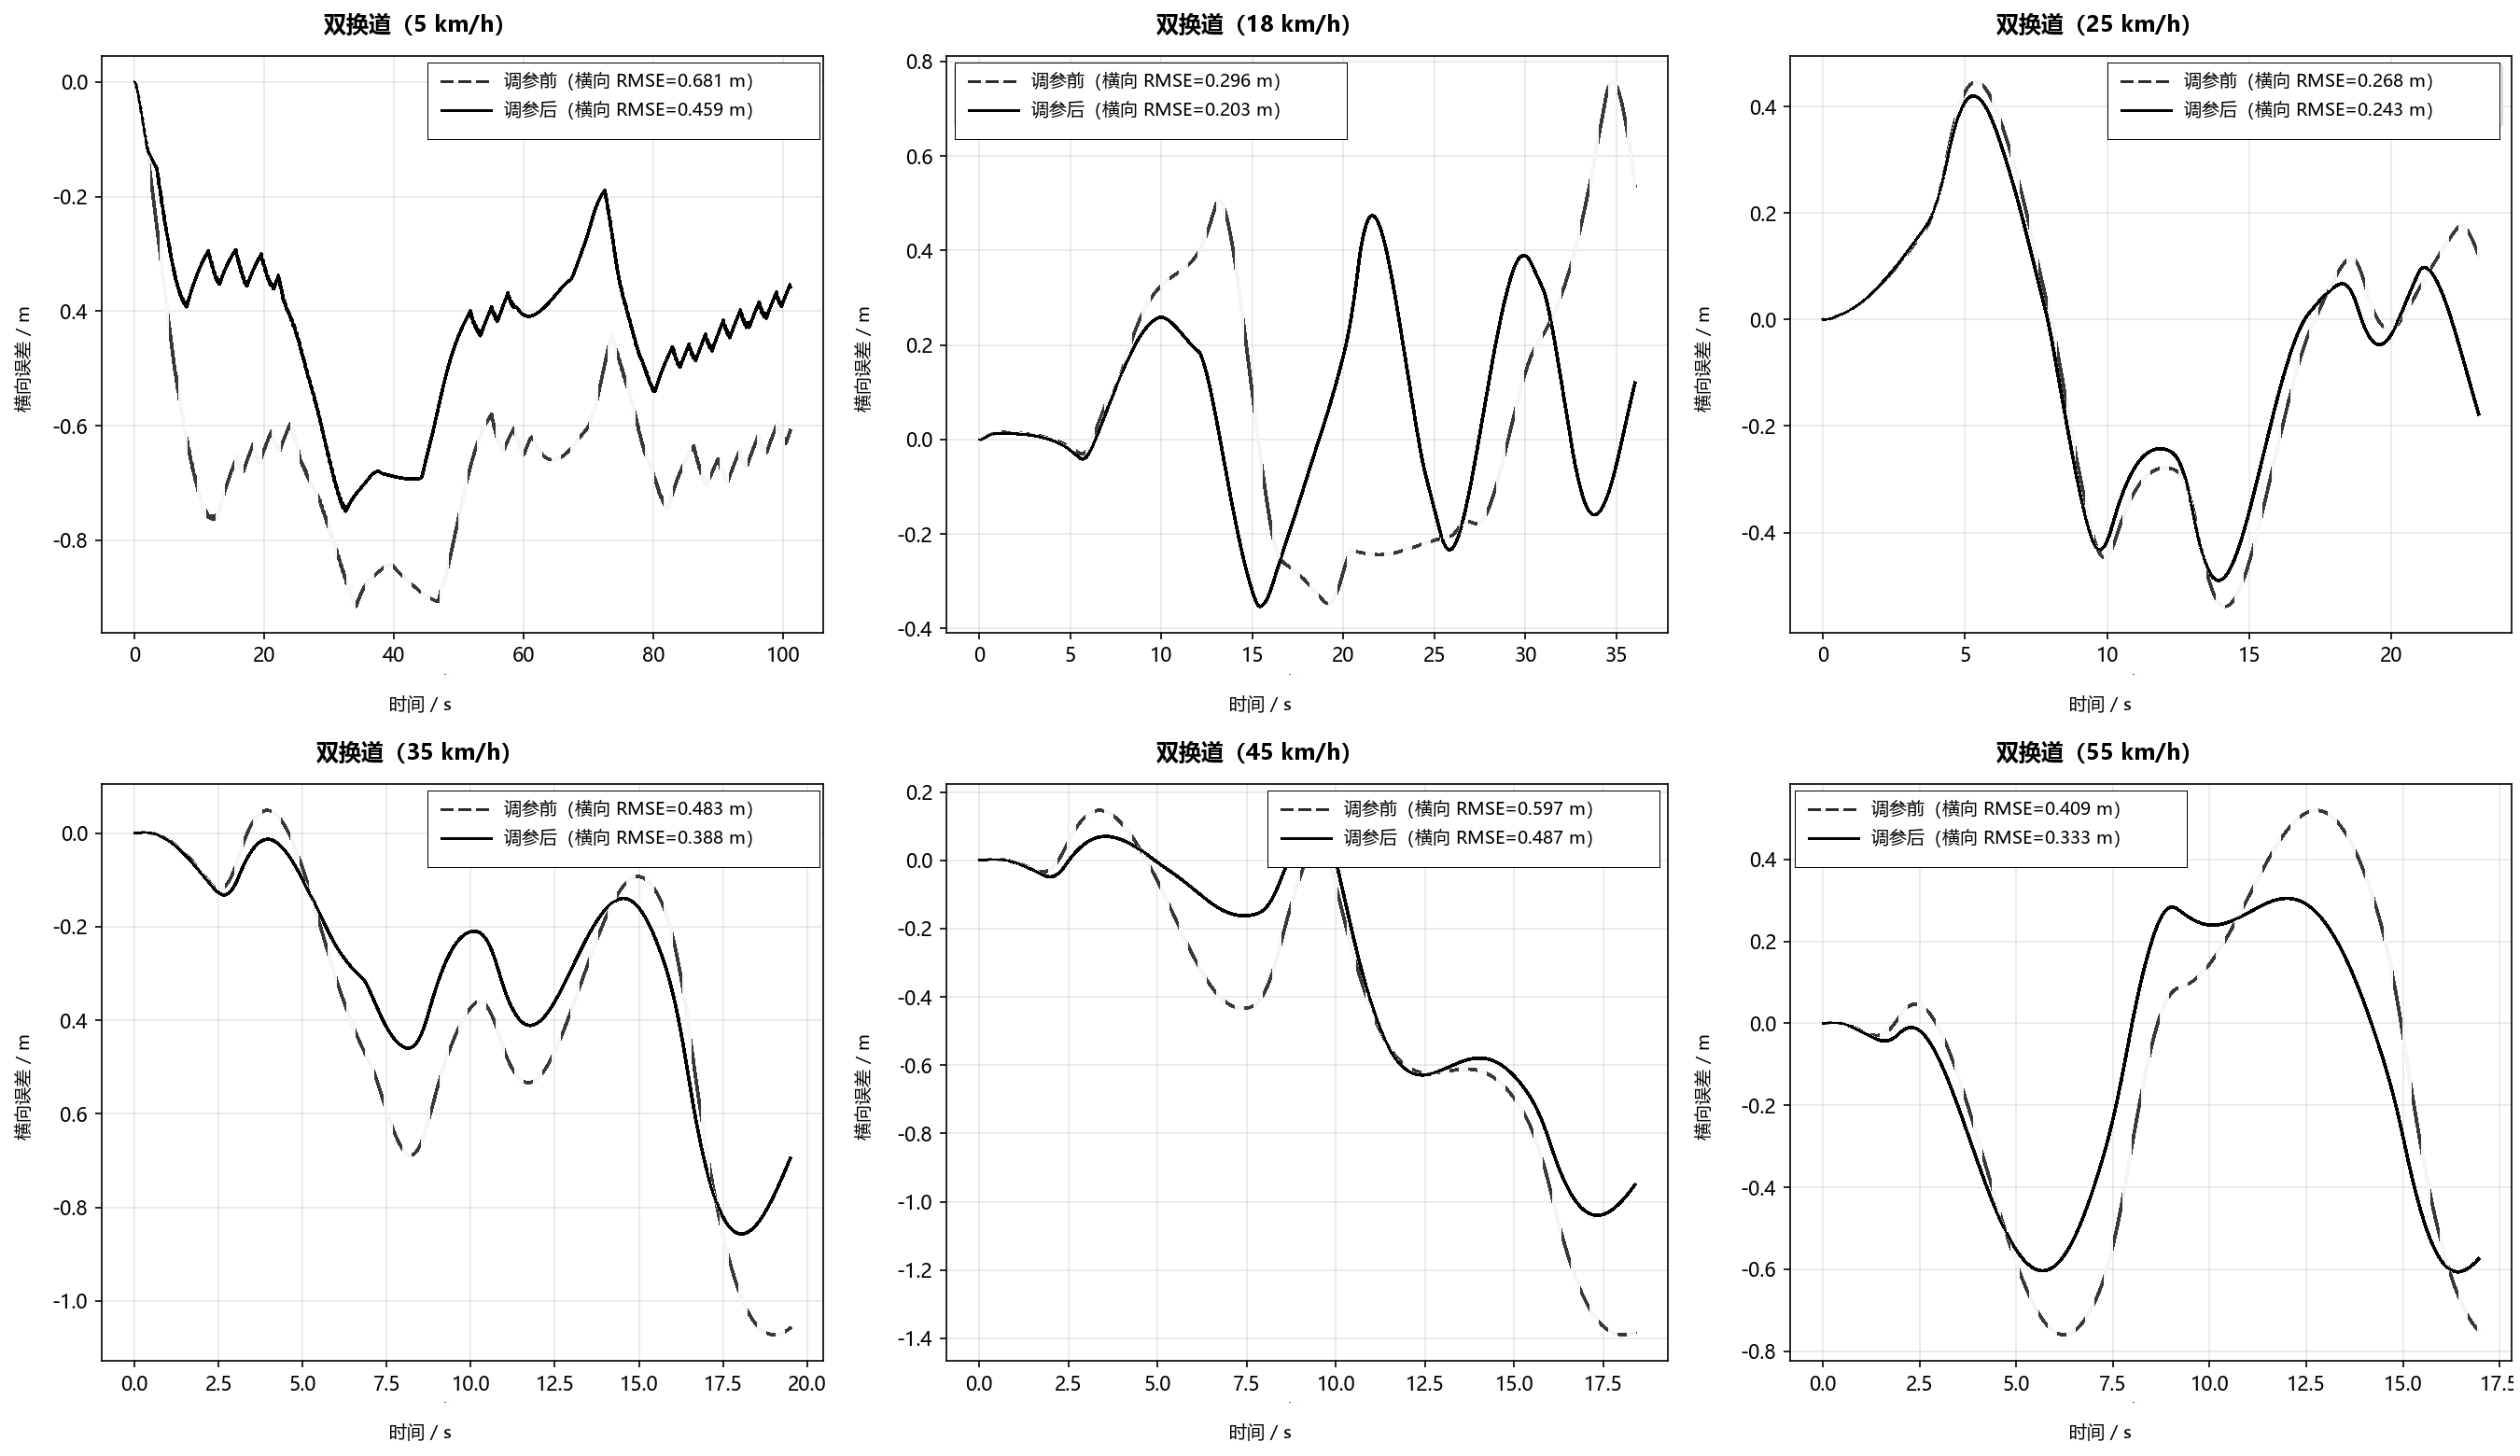 双换道（5 km/h）
调参前（横向 RMSE=0.681 m）
调参后（横向 RMSE=0.459 m）
0.0
-0.2
0.4
-0.6
-0.8
横向误差 / m
0 20 40 60 80 100
时间 / s
双换道（18 km/h）
调参前（横向 RMSE=0.296 m）
调参后（横向 RMSE=0.203 m）
0.8
0.6
0.4
0.2
0.0
-0.2
-0.4
横向误差 / m
0 5 10 15 20 25 30 35
时间 / s
双换道（25 km/h）
调参前（横向 RMSE=0.268 m）
调参后（横向 RMSE=0.243 m）
0.4
0.2
0.0
-0.2
-0.4
横向误差 / m
0 5 10 15 20
时间 / s
双换道（35 km/h）
调参前（横向 RMSE=0.483 m）
调参后（横向 RMSE=0.388 m）
0.0
-0.2
0.4
0.6
-0.8
-1.0
横向误差 / m
0.0 2.5 5.0 7.5 10.0 12.5 15.0 17.5 20.0
时间 / s
双换道（45 km/h）
调参前（横向 RMSE=0.597 m）
调参后（横向 RMSE=0.487 m）
0.2
0.0
-0.2
-0.4
-0.6
-0.8
-1.0
-1.2
-1.4
横向误差 / m
0.0 2.5 5.0 7.5 10.0 12.5 15.0 17.5
时间 / s
双换道（55 km/h）
调参前（横向 RMSE=0.409 m）
调参后（横向 RMSE=0.333 m）
0.4
0.2
0.0
-0.2
-0.4
-0.6
-0.8
横向误差 / m
0.0 2.5 5.0 7.5 10.0 12.5 15.0 17.5
时间 / s